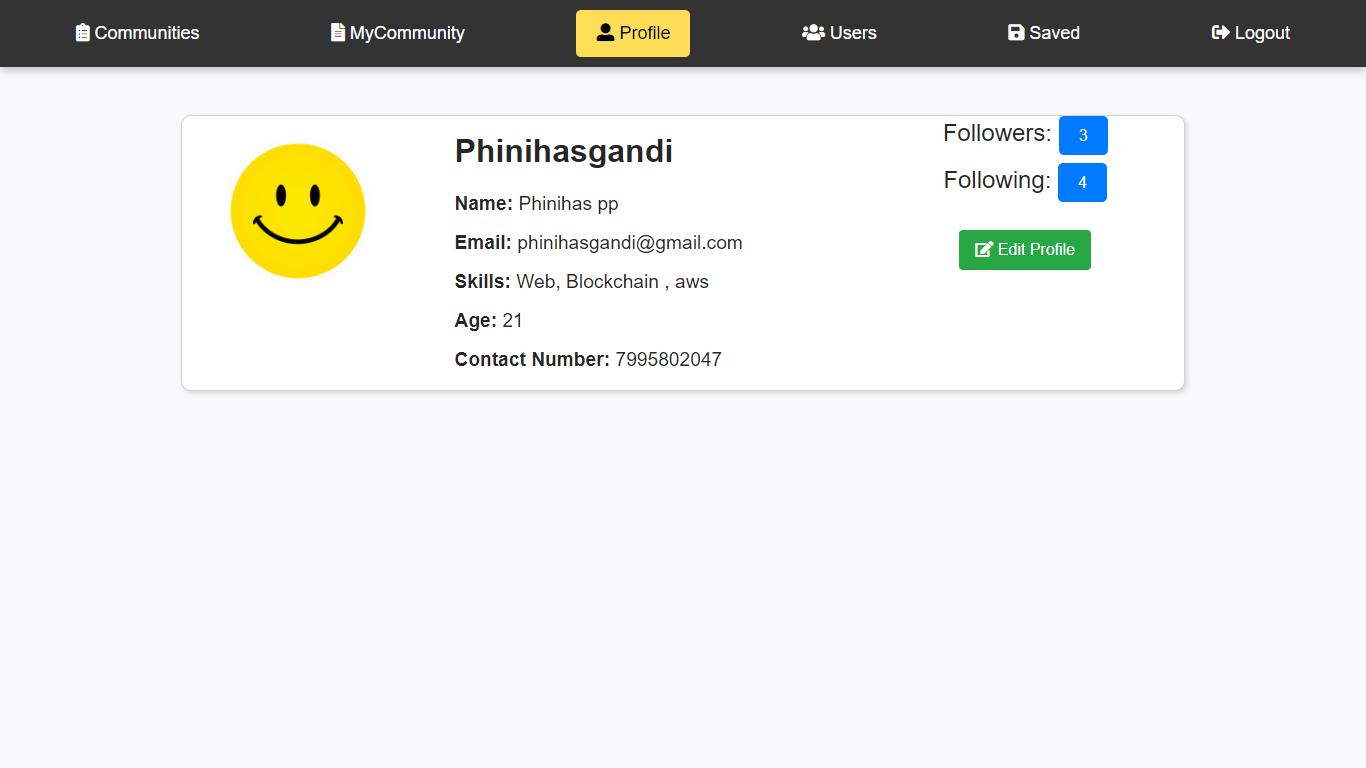 Communities MyCommunity Profile Users Saved Logout
Phinihasgandi
Name: Phinihas pp
Email: phinihasgandi@gmail.com
Skills: Web, Blockchain , aws
Age: 21
Contact Number: 7995802047
Followers: 3
Following: 4
Edit Profile